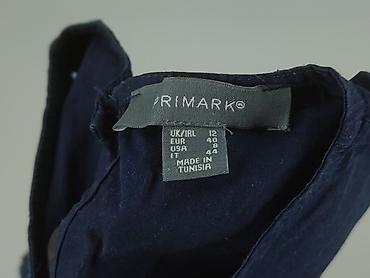 PRIMARK®
UK/IRL 12
EUR 40
USA 8
IT 44
MADE IN
TUNISIA